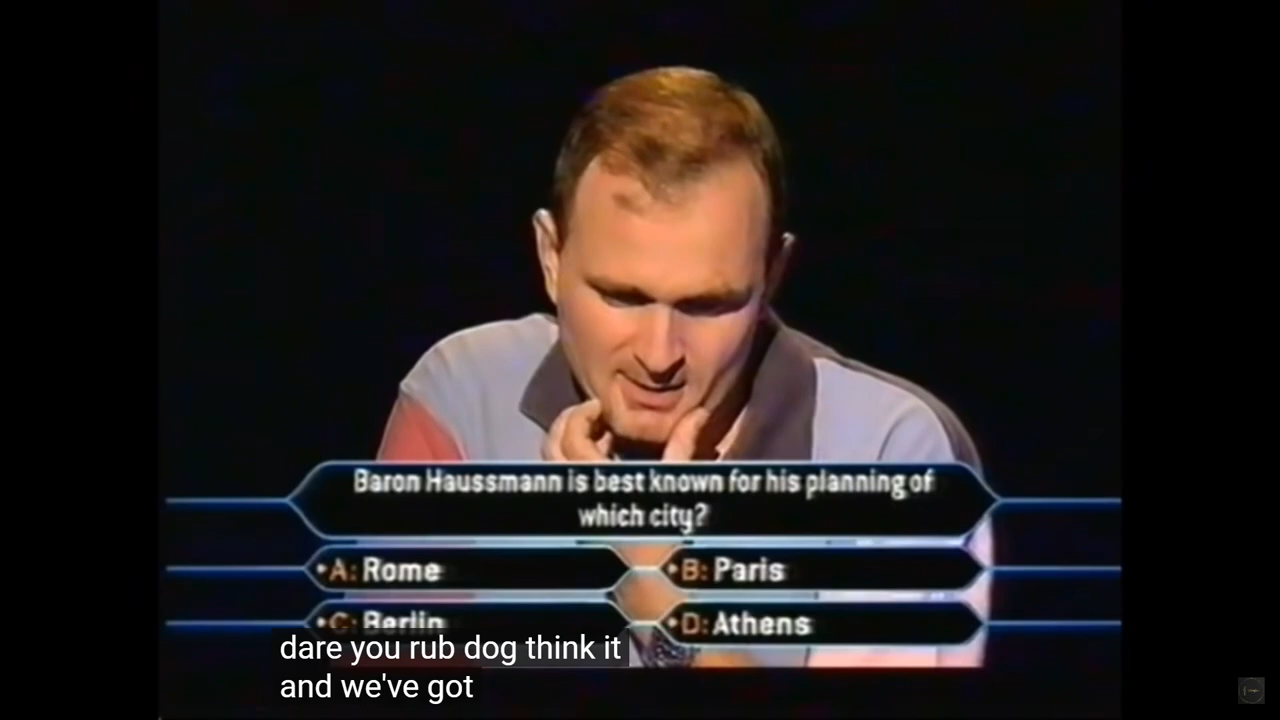 Baron Haussmann is best known for his planning of
which city?
A: Rome
B: Paris
C: Berlin
D: Athens
dare you rub dog think it
and we've got